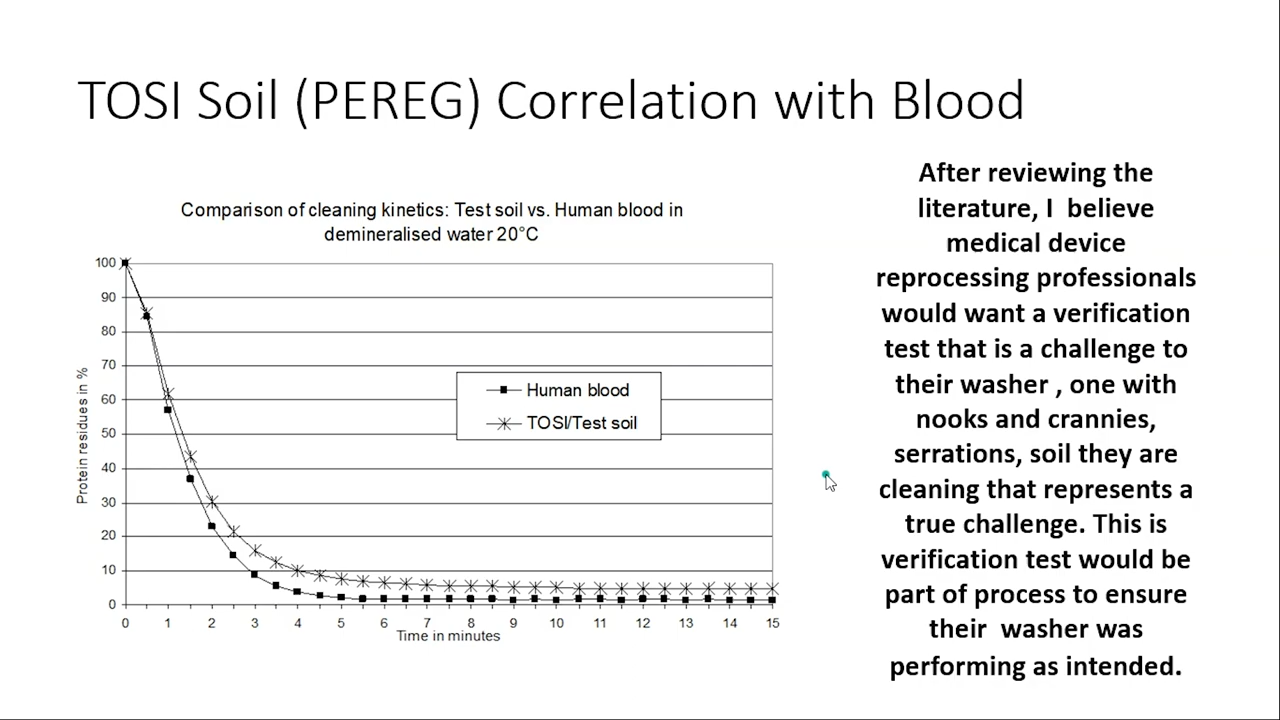 TOSI Soil (PEREG) Correlation with Blood
Comparison of cleaning kinetics: Test soil vs. Human blood in
demineralised water 20°C
100
90
80
70
60
50
40
30
20
10
0
Protein residues in %
Human blood
TOSI/Test soil
0 1 2 3 4 5 6 7 8 9 10 11 12 13 14 15
Time in minutes
After reviewing the
literature, I believe
medical device
reprocessing professionals
would want a verification
test that is a challenge to
their washer , one with
nooks and crannies,
serrations, soil they are
cleaning that represents a
true challenge. This is
verification test would be
part of process to ensure
their washer was
performing as intended.